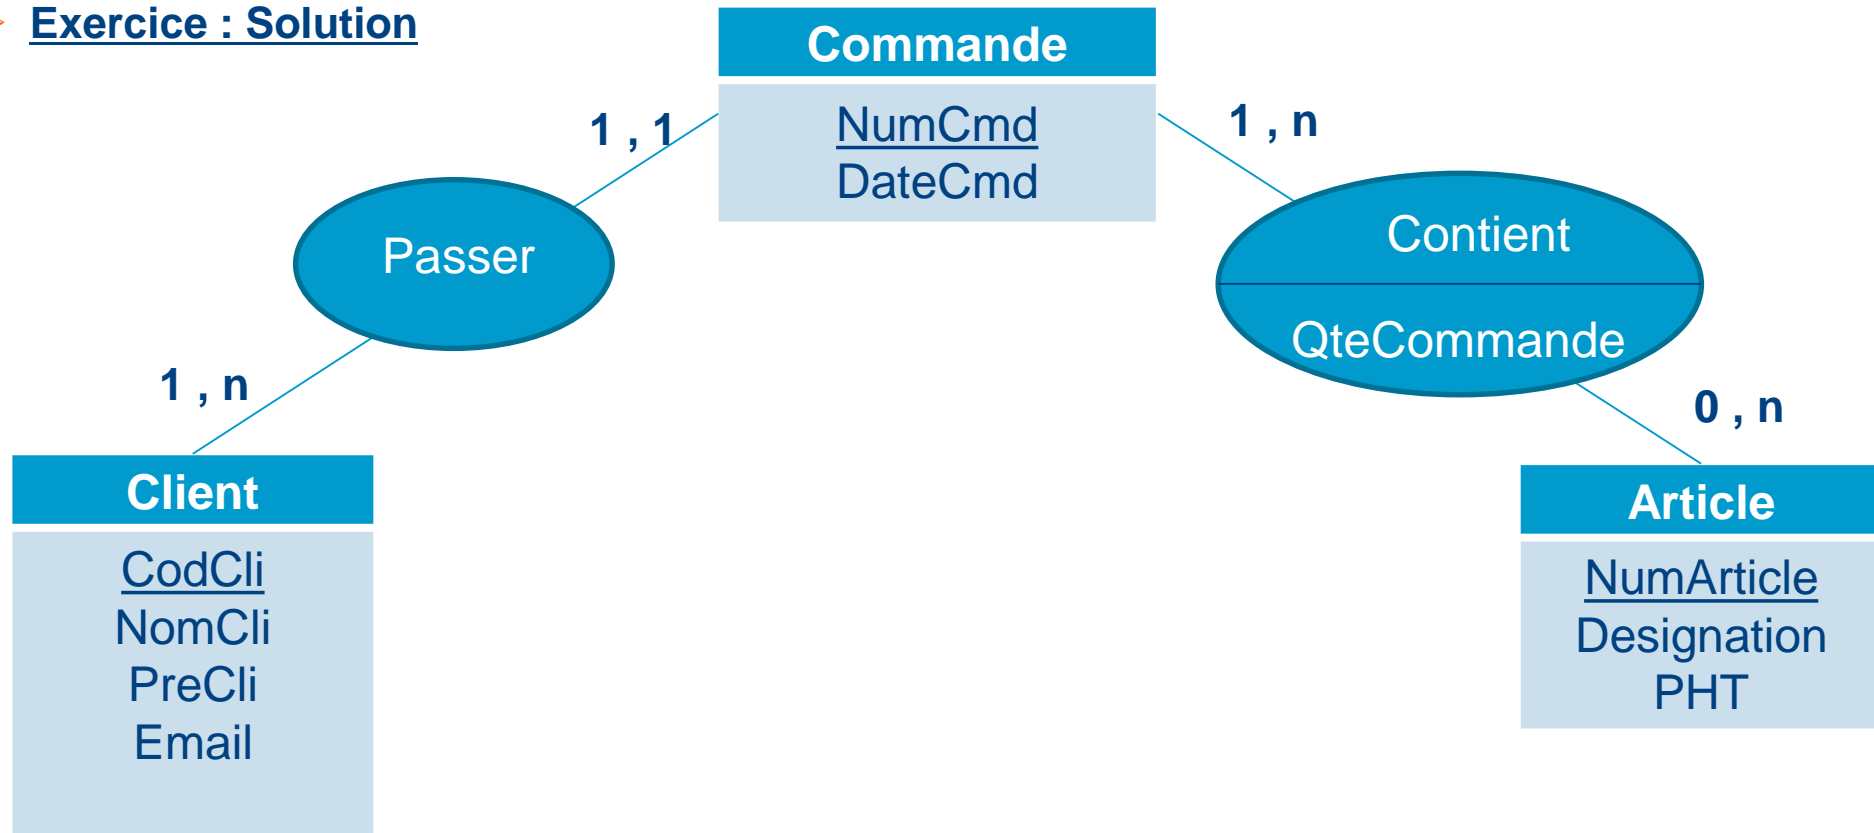 Exercice : Solution
Commande
NumCmd
DateCmd
1 , 1
1 , n
Passer
Contient
QteCommande
1 , n
0 , n
Client
CodCli
NomCli
PreCli
Email
Article
NumArticle
Designation
PHT